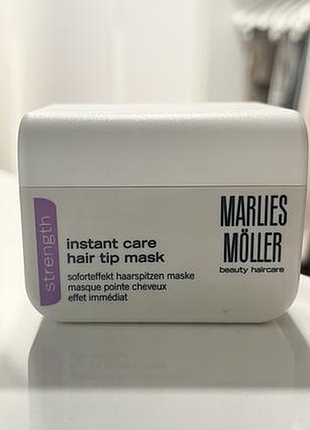 strength
instant care
hair tip mask
soforteffekt haarspitzen maske
masque pointe cheveux
effet immédiat
MARLIES
MÖLLER
beauty haircare